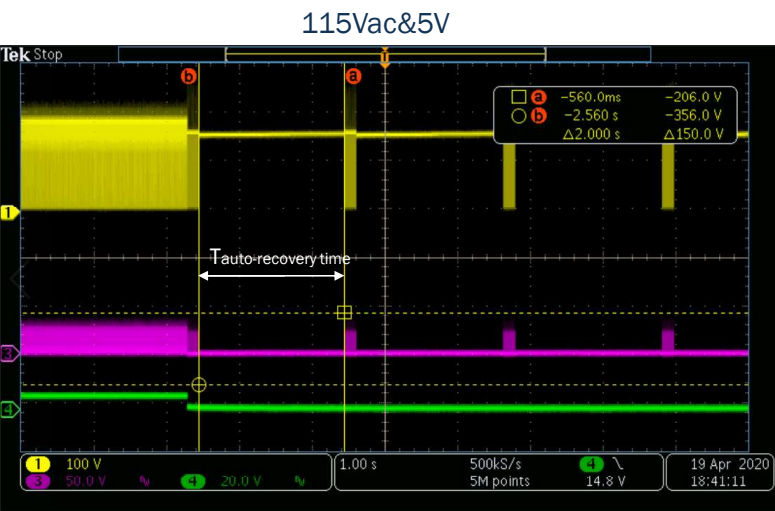 115Vac&5V
Tek Stop
b
a
a -560.0ms -206.0 V
b -2.560 s -356.0 V
Δ2.000 s Δ150.0 V
1
Tauto-recovery time
3
4
1 100 V 1.00 s 500kS/s 4 19 Apr 2020
3 50.0 V 4 20.0 V 5M points 14.8 V 18:41:11